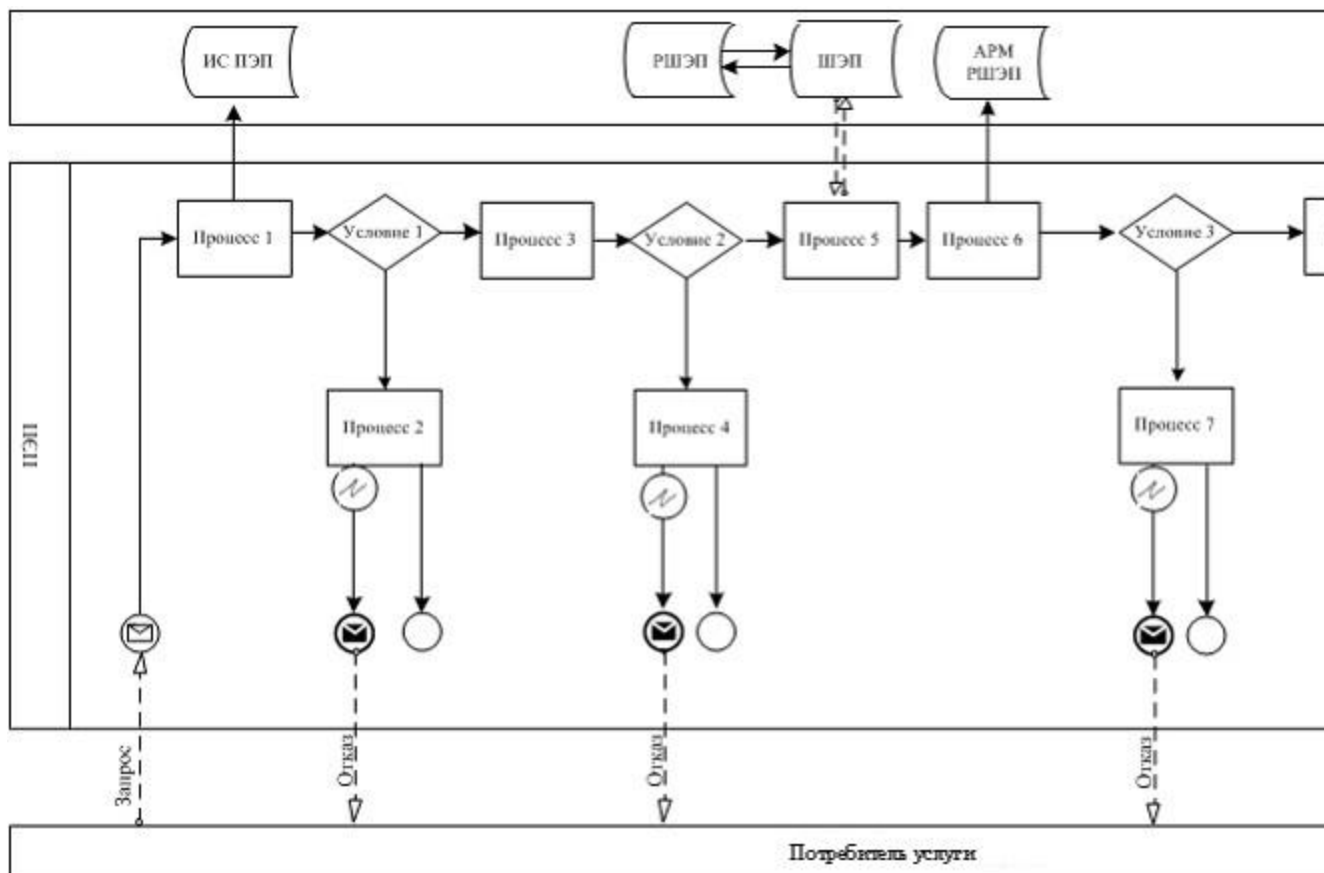 ИС ПЭП
РШЭП
ШЭП
АРМ
РШЭП
ПЭП
Процесс 1
Условие 1
Процесс 3
Условие 2
Процесс 5
Процесс 6
Условие 3
Процесс 2
Процесс 4
Процесс 7
Запрос
Отказ
Отказ
Отказ
Потребитель услуги